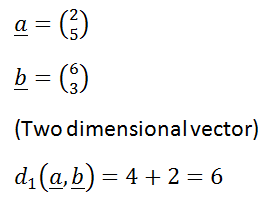 a = (2 5)
b = (6 3)
(Two dimensional vector)
d₁(a,b) = 4 + 2 = 6